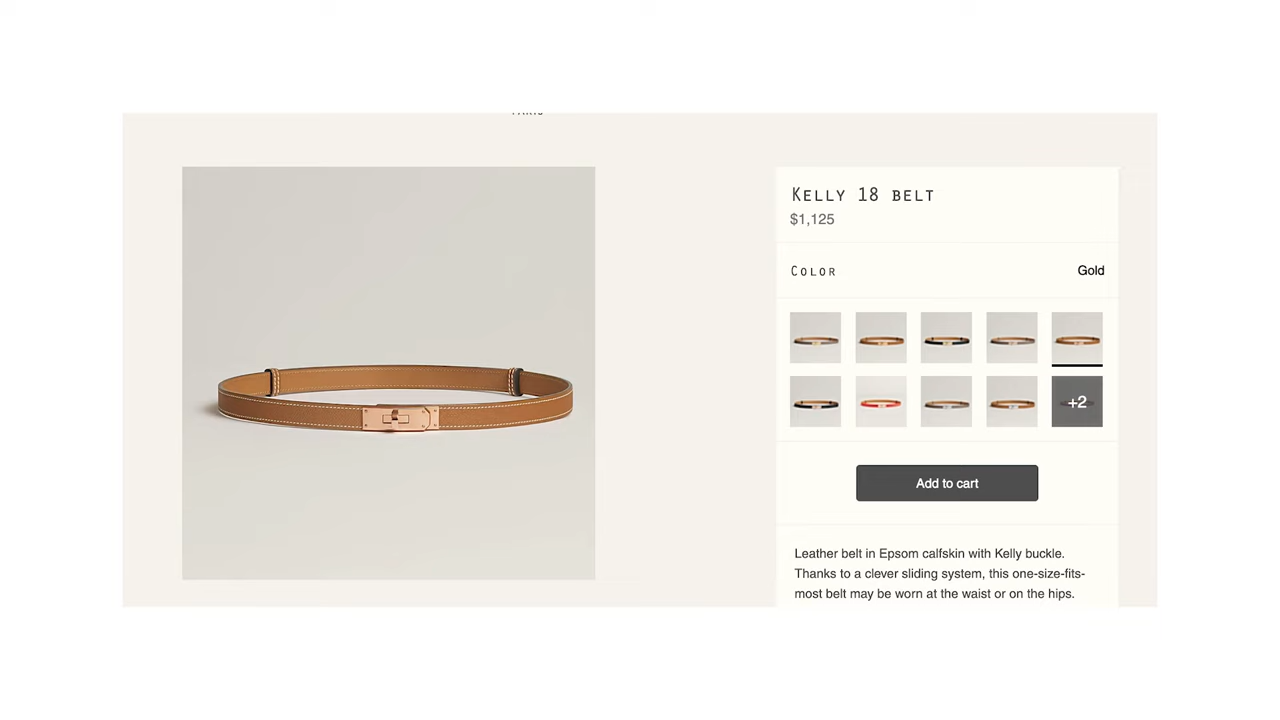 KELLY 18 BELT
$1,125
COLOR
Gold
+2
Add to cart
Leather belt in Epsom calfskin with Kelly buckle.
Thanks to a clever sliding system, this one-size-fits-
most belt may be worn at the waist or on the hips.